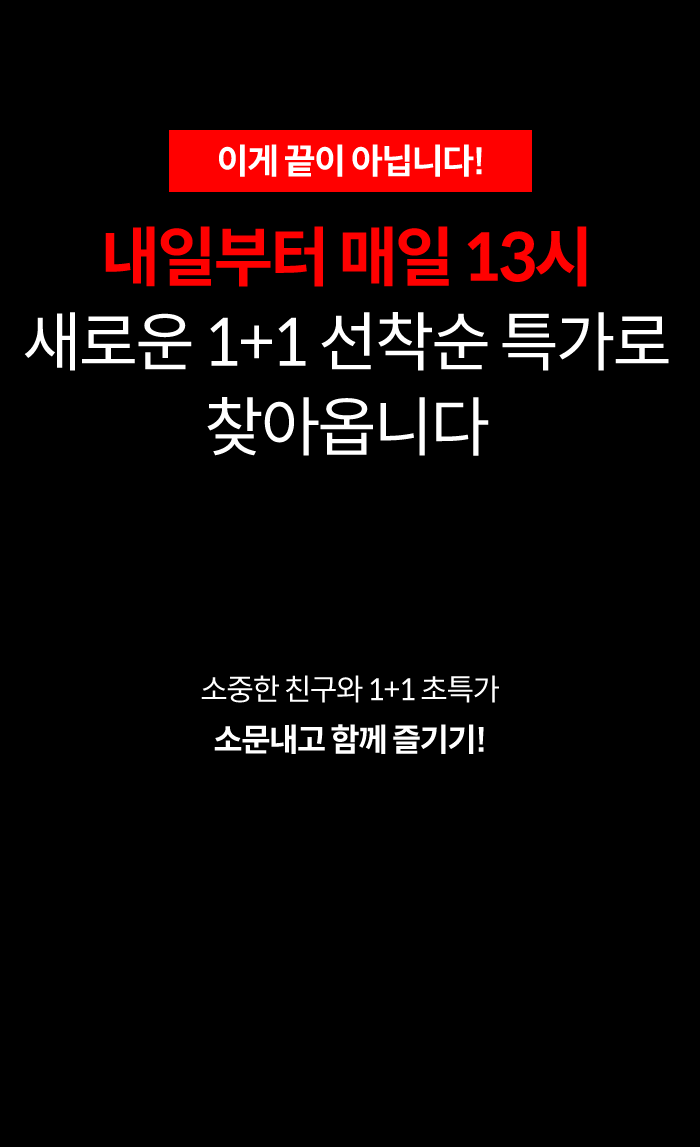 이게 끝이 아닙니다!
내일부터 매일 13시
새로운 1+1 선착순 특가로
찾아옵니다
소중한 친구와 1+1 초특가
소문내고 함께 즐기기!